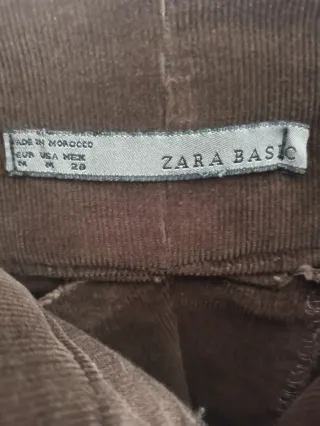 MADE IN MOROCCO
EUR USA MEX
M M 28
ZARA BASIC